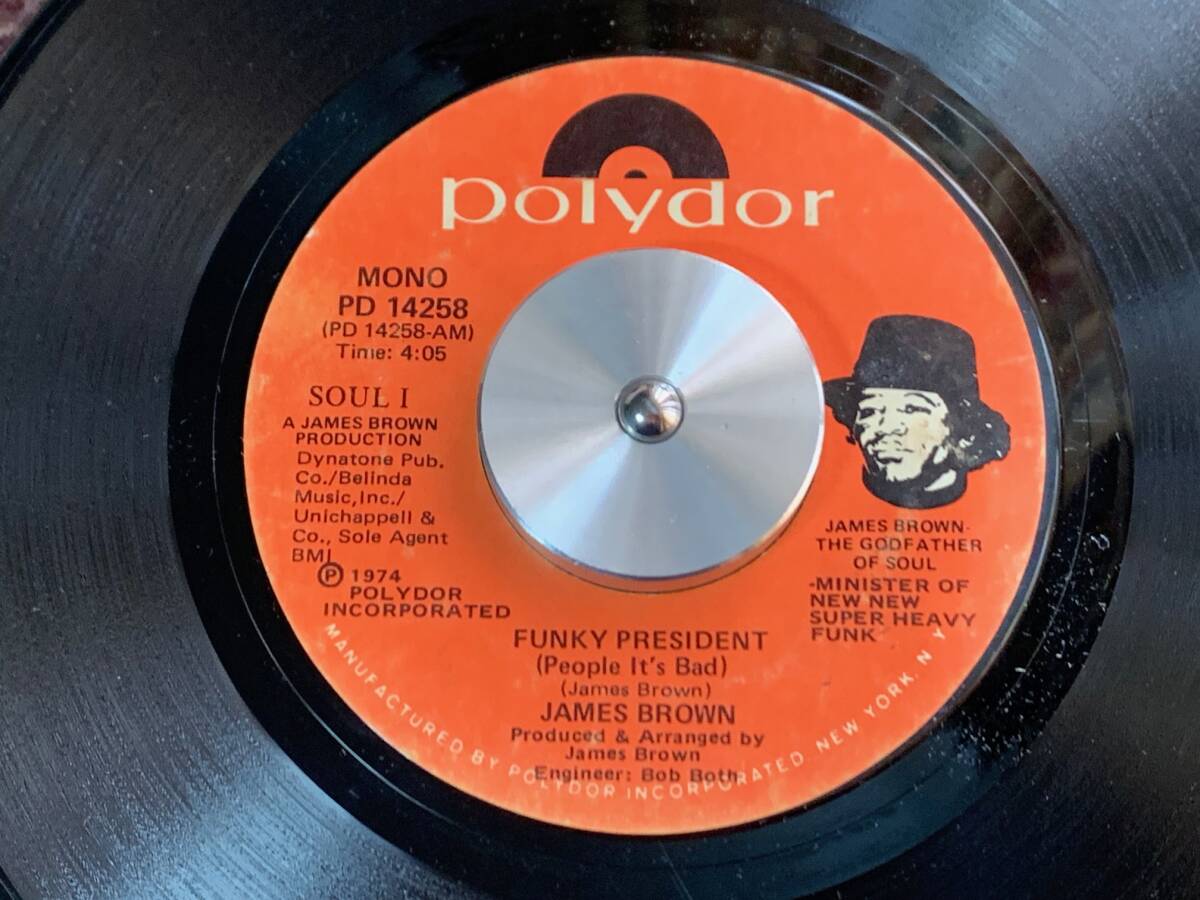 polydor
MONO
PD 14258
(PD 14258-AM)
Time: 4:05
SOUL I
A JAMES BROWN
PRODUCTION
Dynatone Pub.
Co./Belinda
Music,Inc./
Unichappell &
Co., Sole Agent
BMI
Ⓟ 1974
POLYDOR
INCORPORATED
JAMES BROWN-
THE GODFATHER
OF SOUL
-MINISTER OF
NEW NEW
SUPER HEAVY
FUNK
FUNKY PRESIDENT
(People It's Bad)
(James Brown)
JAMES BROWN
Produced & Arranged by
James Brown
Engineer: Bob Both
MANUFACTURED BY POLYDOR INCORPORATED. NEW YORK. N Y